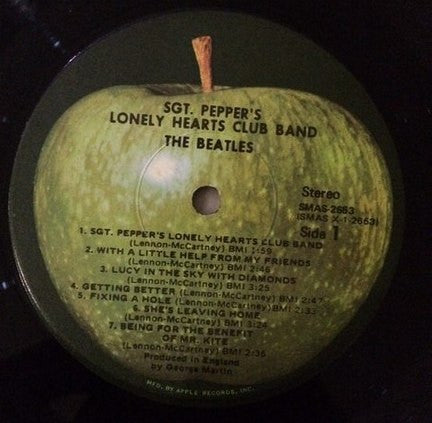 SGT. PEPPER'S
LONELY HEARTS CLUB BAND
THE BEATLES
Stereo
SMAS-2653
(SMAS X-1-2653)
Side 1
1. SGT. PEPPER'S LONELY HEARTS CLUB BAND
(Lennon-McCartney) BMI 1:59
2. WITH A LITTLE HELP FROM MY FRIENDS
(Lennon-McCartney) BMI 2:46
3. LUCY IN THE SKY WITH DIAMONDS
(Lennon-McCartney) BMI 3:25
4. GETTING BETTER (Lennon-McCartney) BMI 2:47
5. FIXING A HOLE (Lennon-McCartney) BMI 2:33
6. SHE'S LEAVING HOME
(Lennon-McCartney) BMI 3:24
7. BEING FOR THE BENEFIT
OF MR. KITE
(Lennon-McCartney) BMI 2:36
Produced in England
by George Martin
MFD. BY APPLE RECORDS, INC.